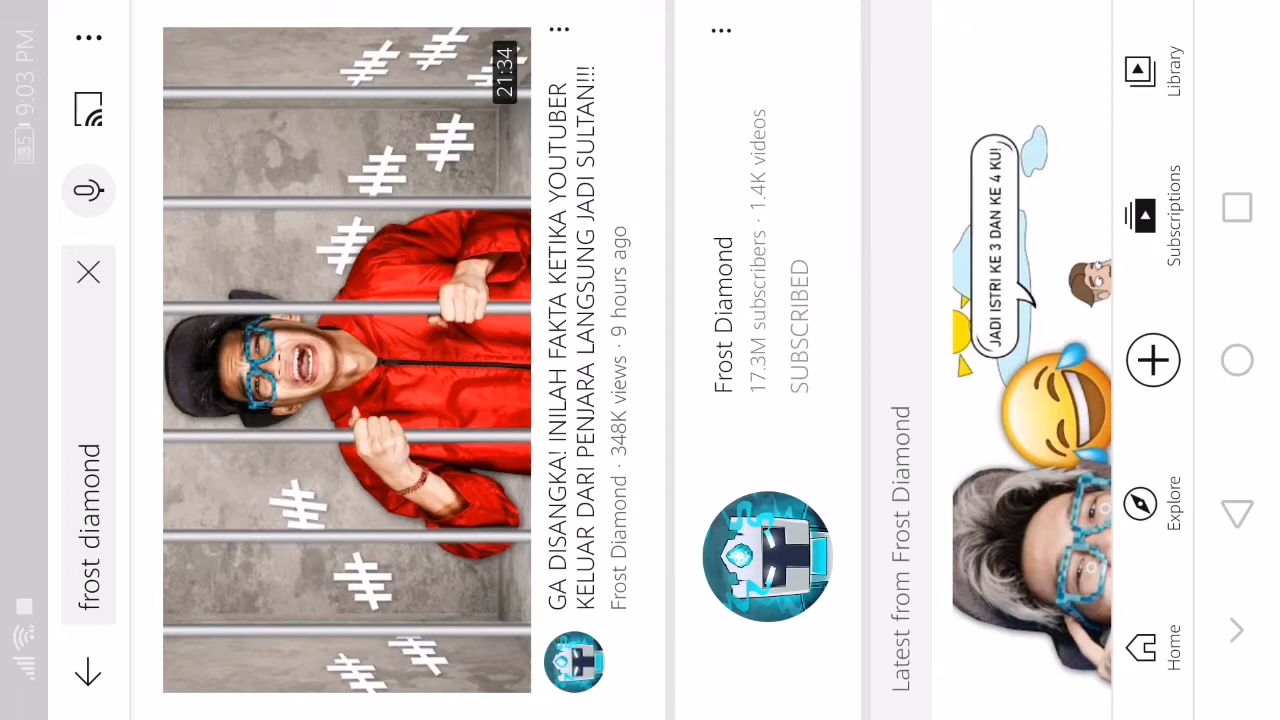 35 9:03 PM
frost diamond
21:34
GA DISANGKA! INILAH FAKTA KETIKA YOUTUBER
KELUAR DARI PENJARA LANGSUNG JADI SULTAN!!!
Frost Diamond · 348K views · 9 hours ago
Frost Diamond
17.3M subscribers · 1.4K videos
SUBSCRIBED
Latest from Frost Diamond
JADI ISTRI KE 3 DAN KE 4 KU!
Home
Explore
Subscriptions
Library